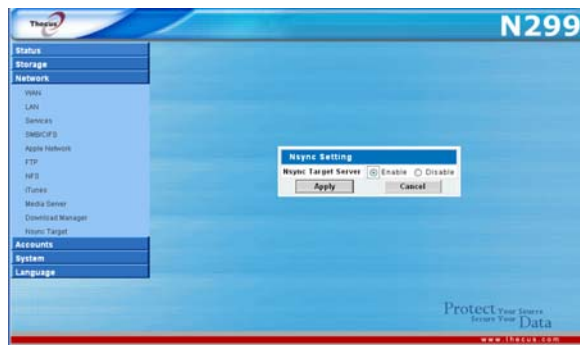 Thecus
N299
Status
Storage
Network
WAN
LAN
Services
SMB/CIFS
Apple Network
FTP
NFS
iTunes
Media Server
Download Manager
Nsync Target
Accounts
System
Language
Nsync Setting
Nsync Target Server Enable Disable
Apply Cancel
Protect Your Source
Secure Your Data
www.thecus.com